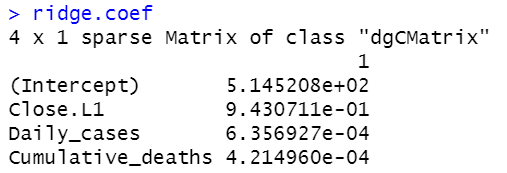 > ridge.coef
4 x 1 sparse Matrix of class "dgCMatrix"
1
(Intercept) 5.145208e+02
Close.L1 9.430711e-01
Daily_cases 6.356927e-04
Cumulative_deaths 4.214960e-04